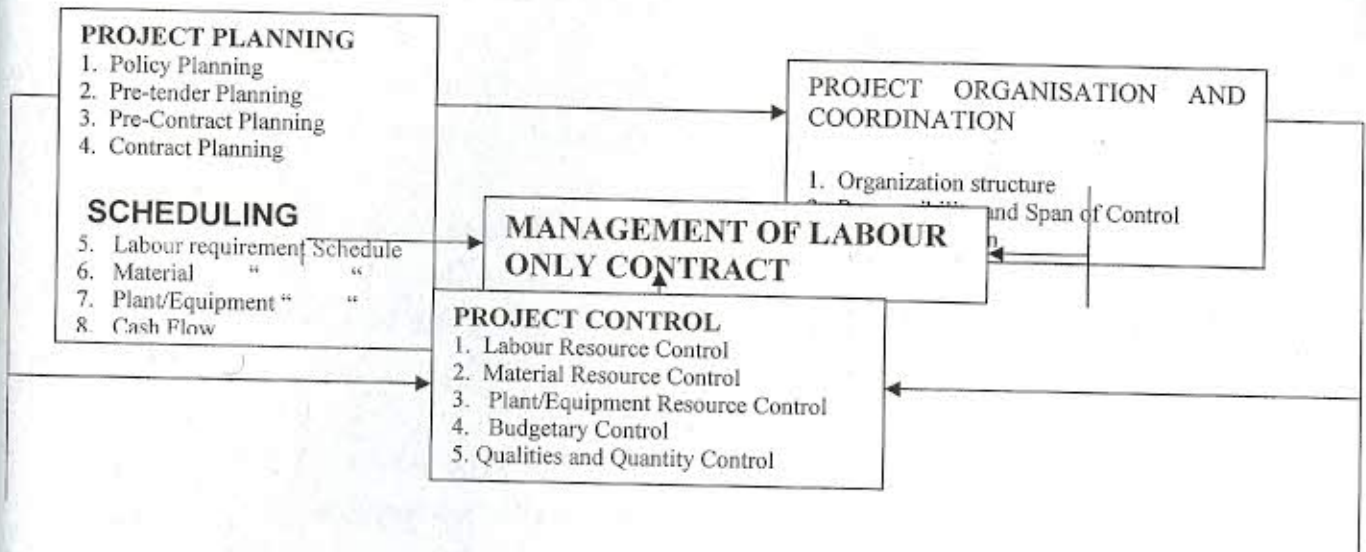 PROJECT PLANNING
1. Policy Planning
2. Pre-tender Planning
3. Pre-Contract Planning
4. Contract Planning
SCHEDULING
5. Labour requirement Schedule
6. Material “ “
7. Plant/Equipment “ “
8. Cash Flow
PROJECT ORGANISATION AND
COORDINATION
1. Organization structure
and Span of Control
MANAGEMENT OF LABOUR
ONLY CONTRACT
PROJECT CONTROL
1. Labour Resource Control
2. Material Resource Control
3. Plant/Equipment Resource Control
4. Budgetary Control
5. Qualities and Quantity Control